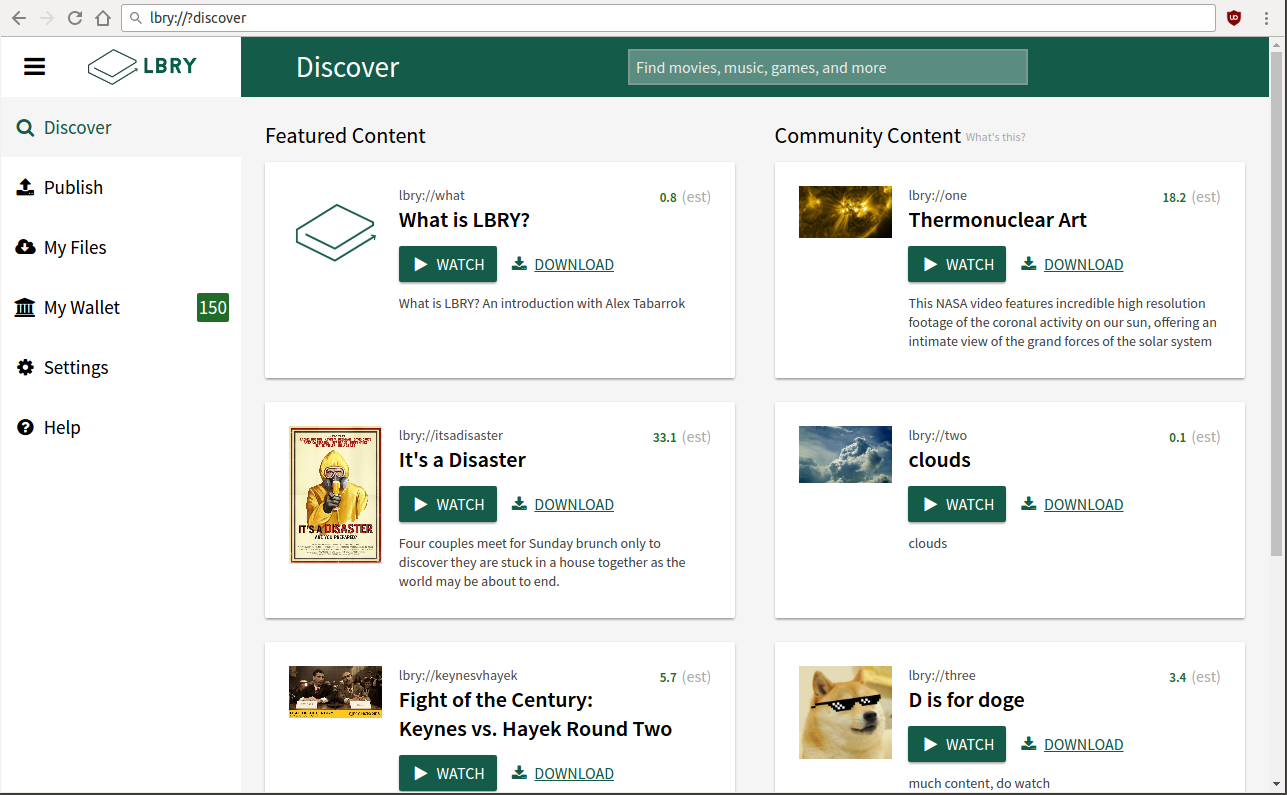 lbry://?discover
LBRY
Discover
Find movies, music, games, and more
Discover
Publish
My Files
My Wallet 150
Settings
Help
Featured Content
lbry://what 0.8 (est)
What is LBRY?
WATCH DOWNLOAD
What is LBRY? An introduction with Alex Tabarrok
lbry://itsadisaster 33.1 (est)
It's a Disaster
IT'S A DISASTER
ARE YOU PREPARED?
WATCH DOWNLOAD
Four couples meet for Sunday brunch only to
discover they are stuck in a house together as the
world may be about to end.
lbry://keynesvhayek 5.7 (est)
Fight of the Century:
Keynes vs. Hayek Round Two
WATCH DOWNLOAD
Community Content What's this?
lbry://one 18.2 (est)
Thermonuclear Art
WATCH DOWNLOAD
This NASA video features incredible high resolution
footage of the coronal activity on our sun, offering an
intimate view of the grand forces of the solar system
lbry://two 0.1 (est)
clouds
WATCH DOWNLOAD
clouds
lbry://three 3.4 (est)
D is for doge
WATCH DOWNLOAD
much content, do watch